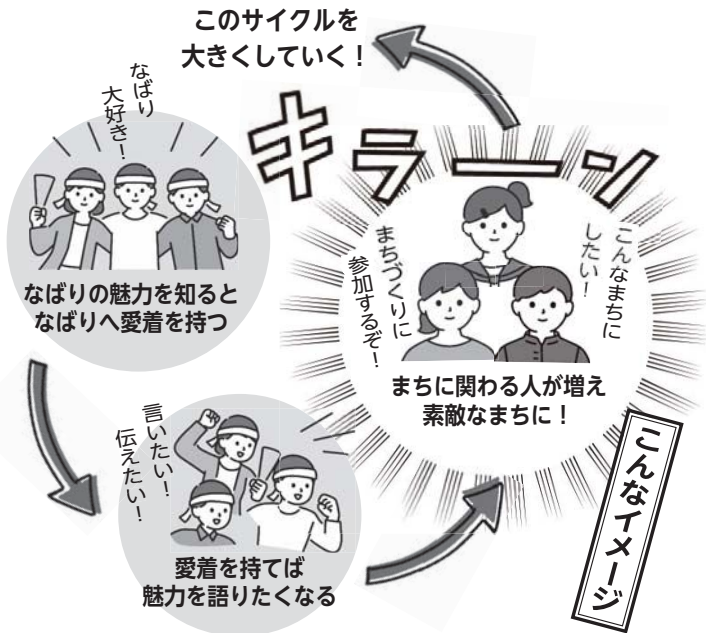 このサイクルを
大きくしていく！
なばり
大好き！
キラーン
なばりの魅力を知ると
なばりへ愛着を持つ
こんなまちに
したい！
まちづくりに
参加するぞ！
まちに関わる人が増え
素敵なまちに！
言いたい！
伝えたい！
愛着を持てば
魅力を語りたくなる
こんなイメージ